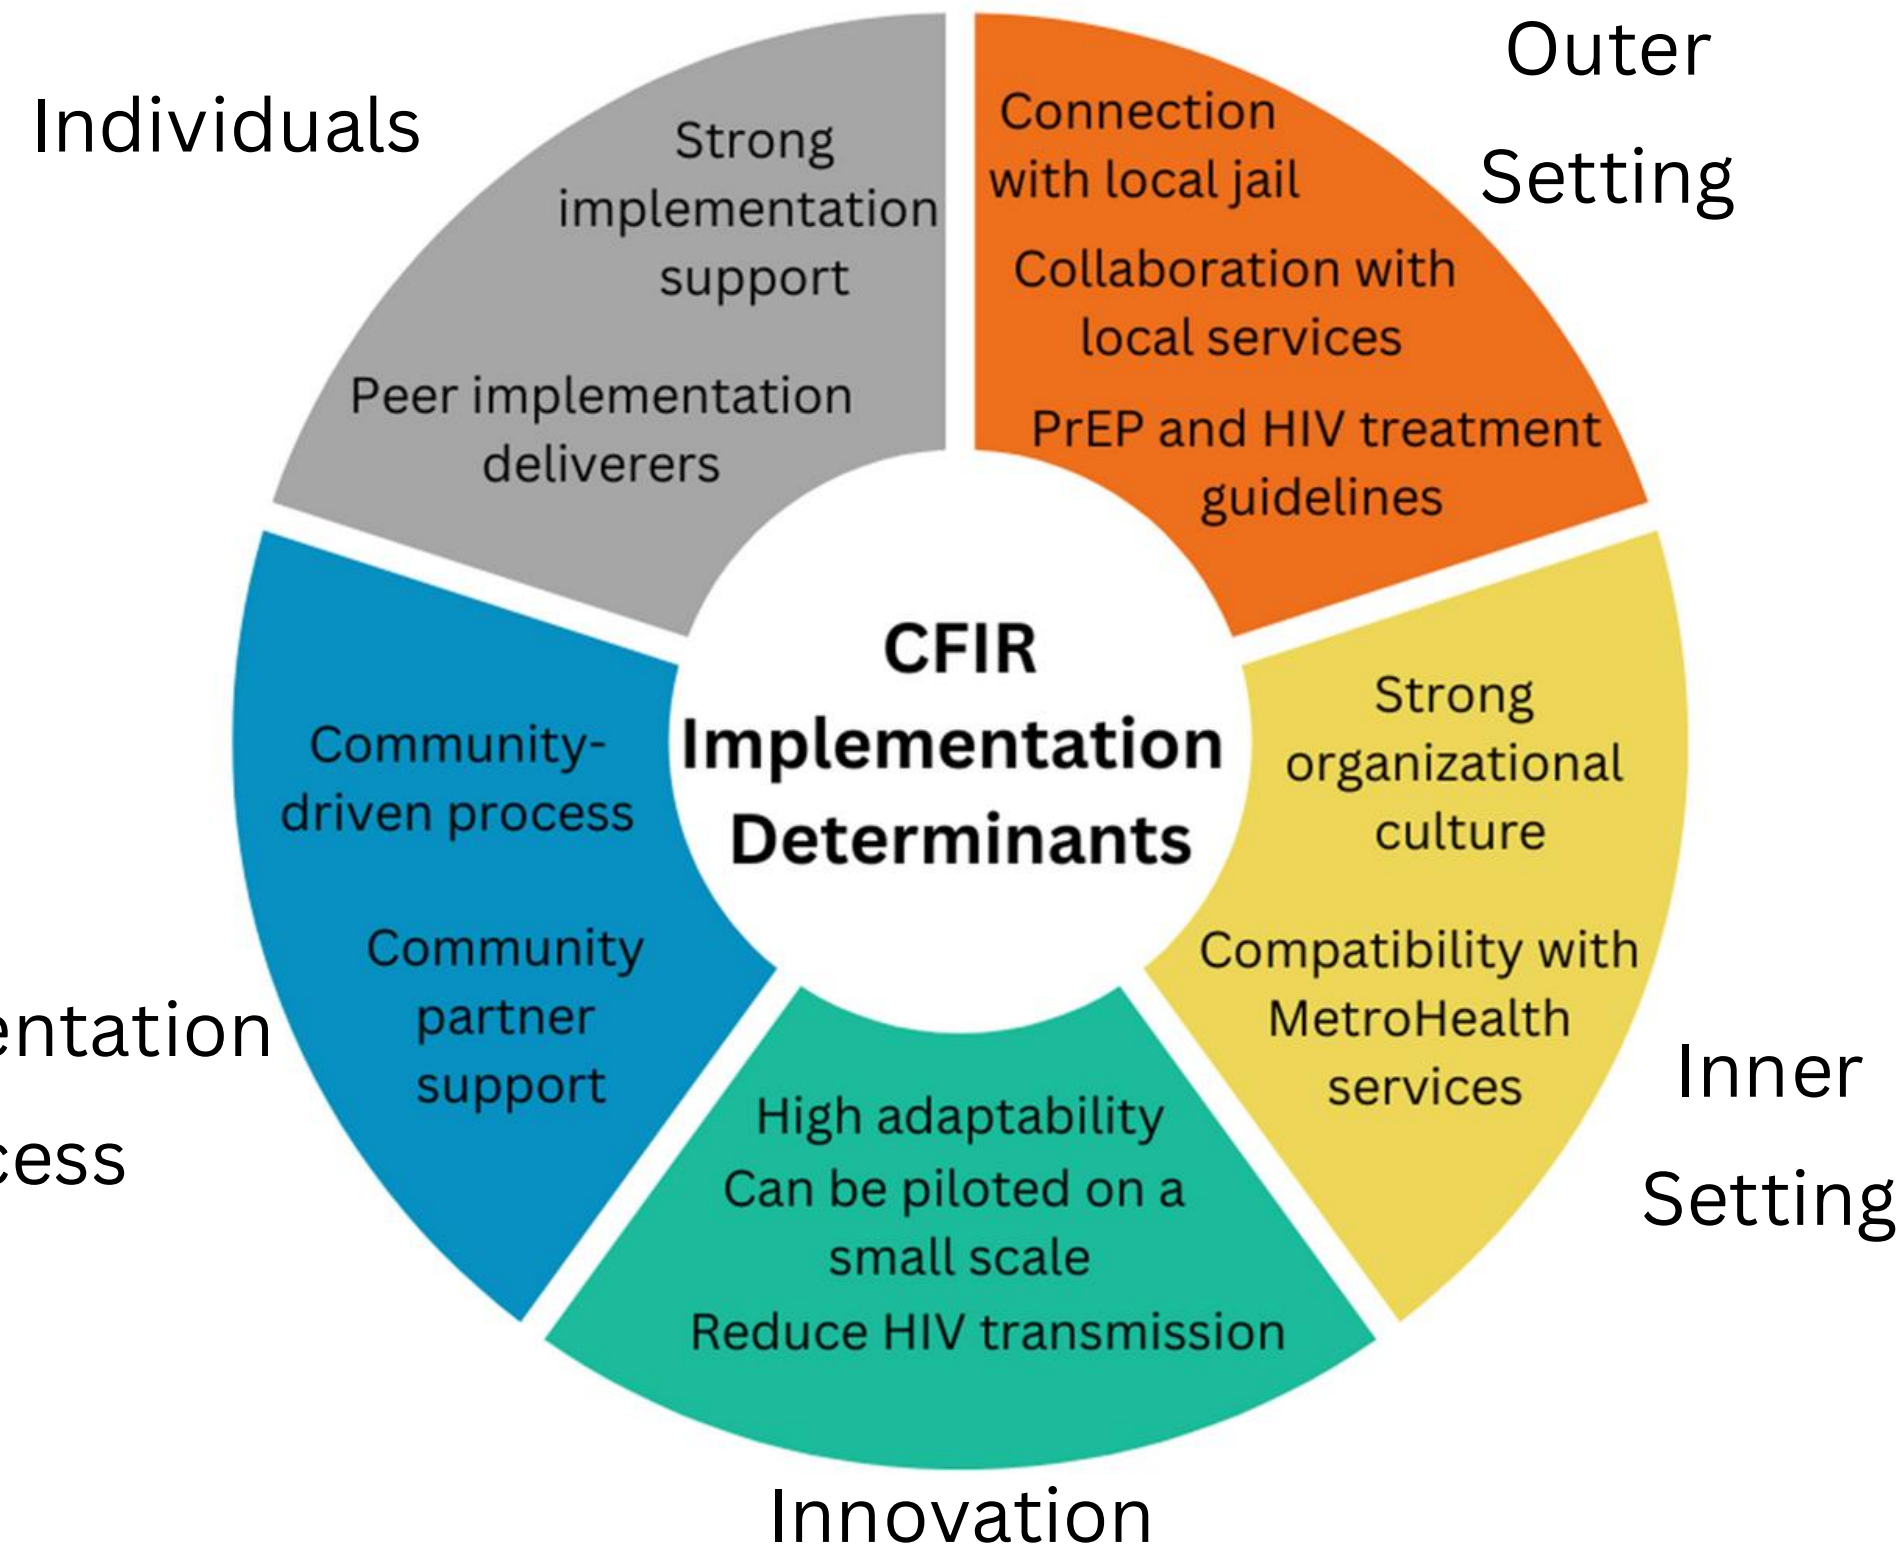 Individuals
Strong
implementation
support
Peer implementation
deliverers
Outer
Setting
Connection
with local jail
Collaboration with
local services
PrEP and HIV treatment
guidelines
CFIR
Implementation
Determinants
Strong
organizational
culture
Compatibility with
MetroHealth
services
Inner
Setting
High adaptability
Can be piloted on a
small scale
Reduce HIV transmission
Innovation
Community-
driven process
Community
partner
support
entation
cess